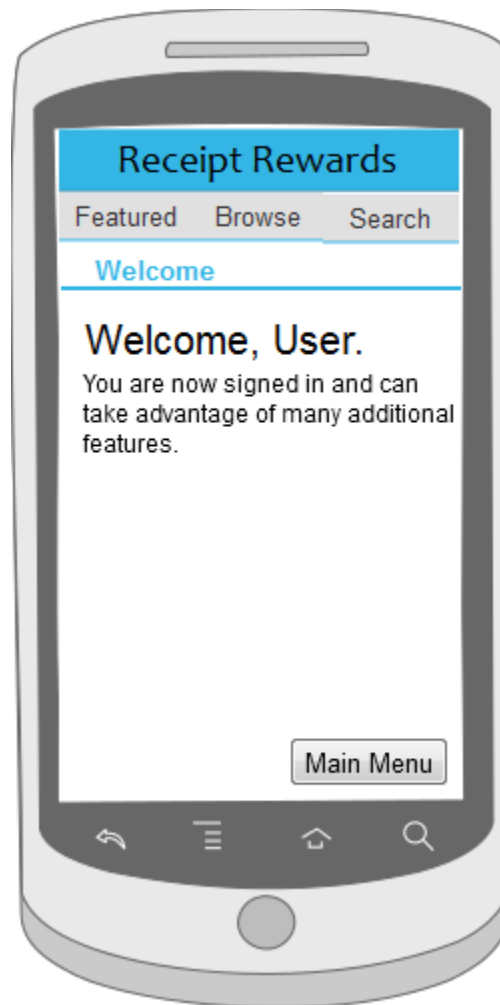 Receipt Rewards
Featured Browse Search
Welcome
Welcome, User.
You are now signed in and can
take advantage of many additional
features.
Main Menu